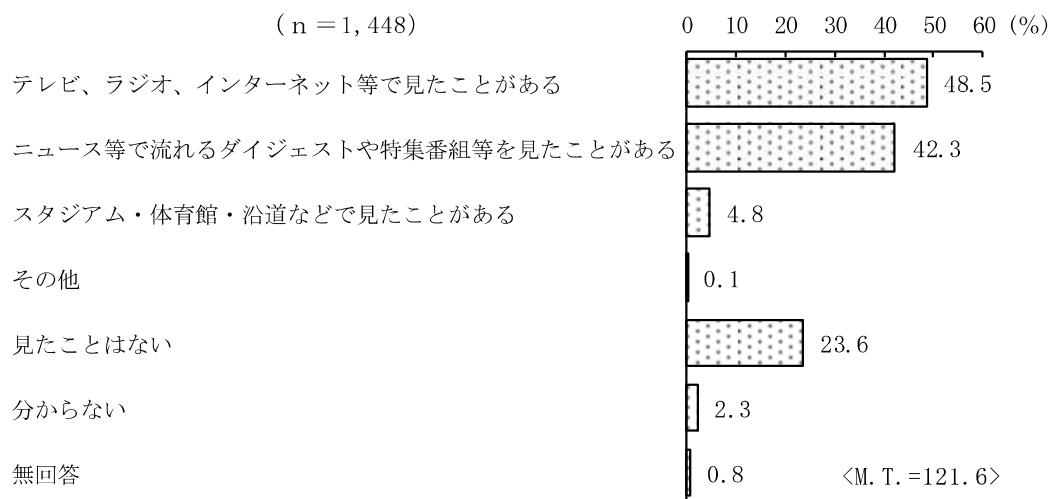 (ｎ＝1,448)
0 10 20 30 40 50 60 (%)
テレビ、ラジオ、インターネット等で見たことがある 48.5
ニュース等で流れるダイジェストや特集番組等を見たことがある 42.3
スタジアム・体育館・沿道などで見たことがある 4.8
その他 0.1
見たことはない 23.6
分からない 2.3
無回答 0.8 <M.T.=121.6>